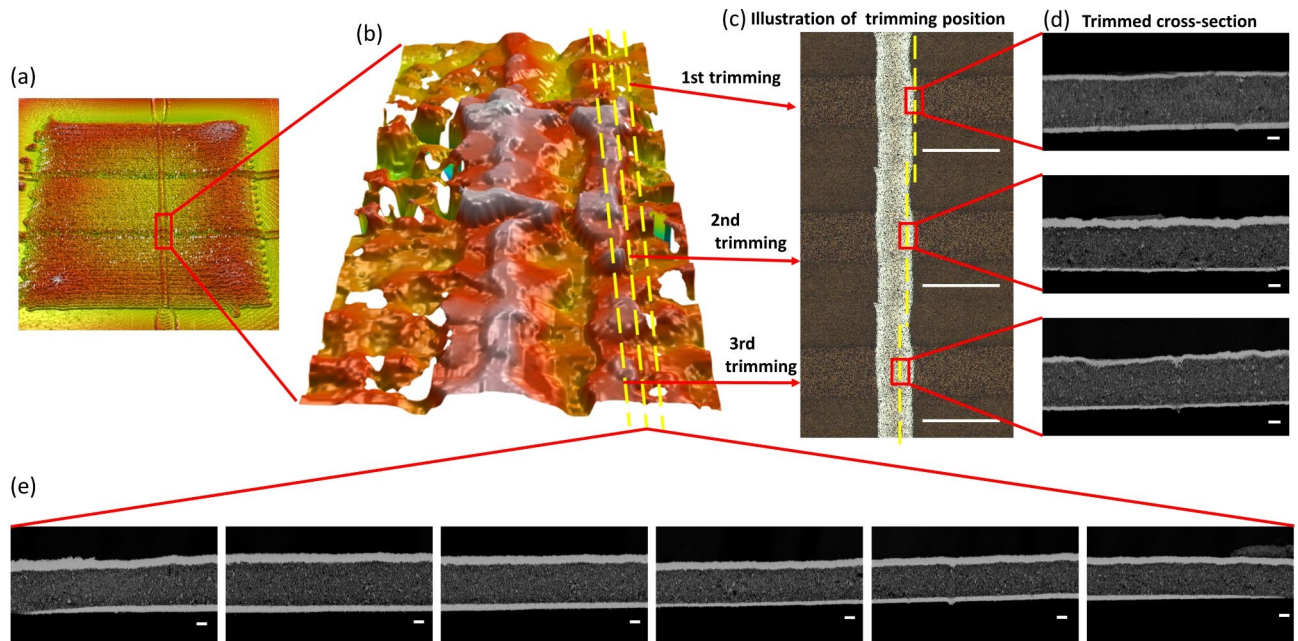 (a)
(b)
(c) Illustration of trimming position
(d) Trimmed cross-section
1st trimming
2nd
trimming
3rd
trimming
(e)